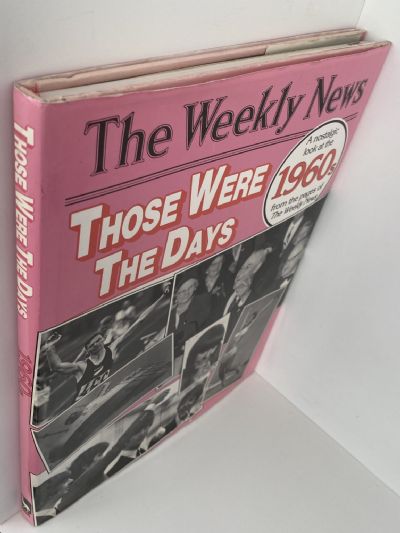 The Weekly News
A nostalgic
look at the
1960s
from the pages of
The Weekly News
THOSE WERE
THE DAYS
THOSE WERE THE DAYS
1960s